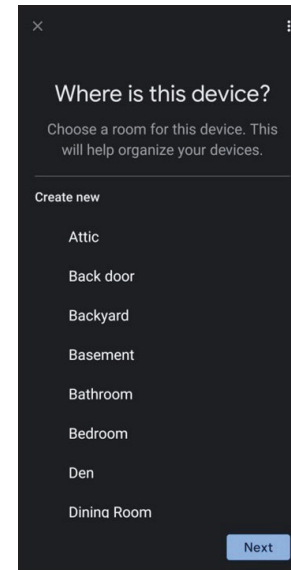 Where is this device?
Choose a room for this device. This
will help organize your devices.
Create new
Attic
Back door
Backyard
Basement
Bathroom
Bedroom
Den
Dining Room
Next